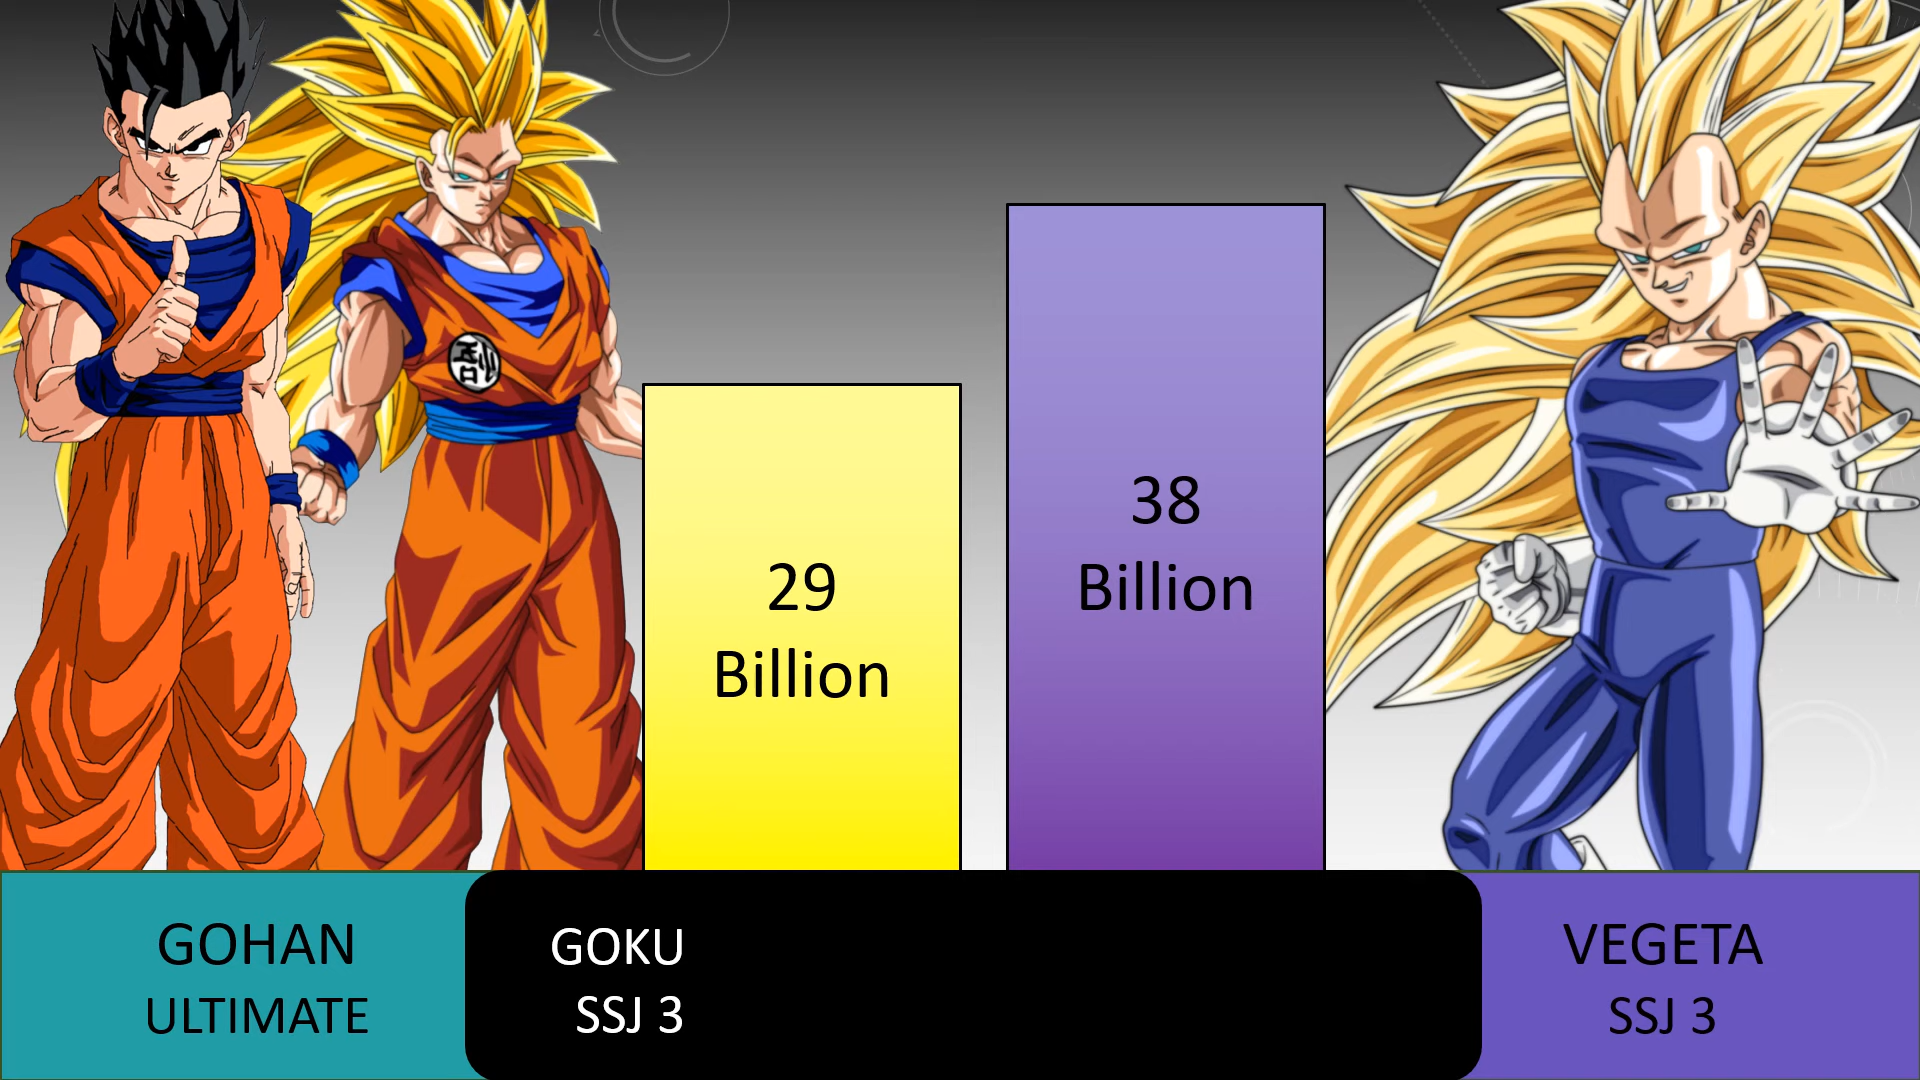 29
Billion
38
Billion
GOHAN
ULTIMATE
GOKU
SSJ 3
VEGETA
SSJ 3